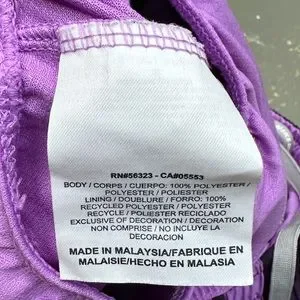 RN#56323 - CA#05553
BODY / CORPS / CUERPO: 100% POLYESTER /
POLYESTER / POLIESTER
LINING / DOUBLURE / FORRO: 100%
RECYCLED POLYESTER / POLYESTER
RECYCLE / POLIESTER RECICLADO
EXCLUSIVE OF DECORATION / DECORATION
NON COMPRISE / NO INCLUYE LA
DECORACION
MADE IN MALAYSIA/FABRIQUE EN
MALAISIE/HECHO EN MALASIA